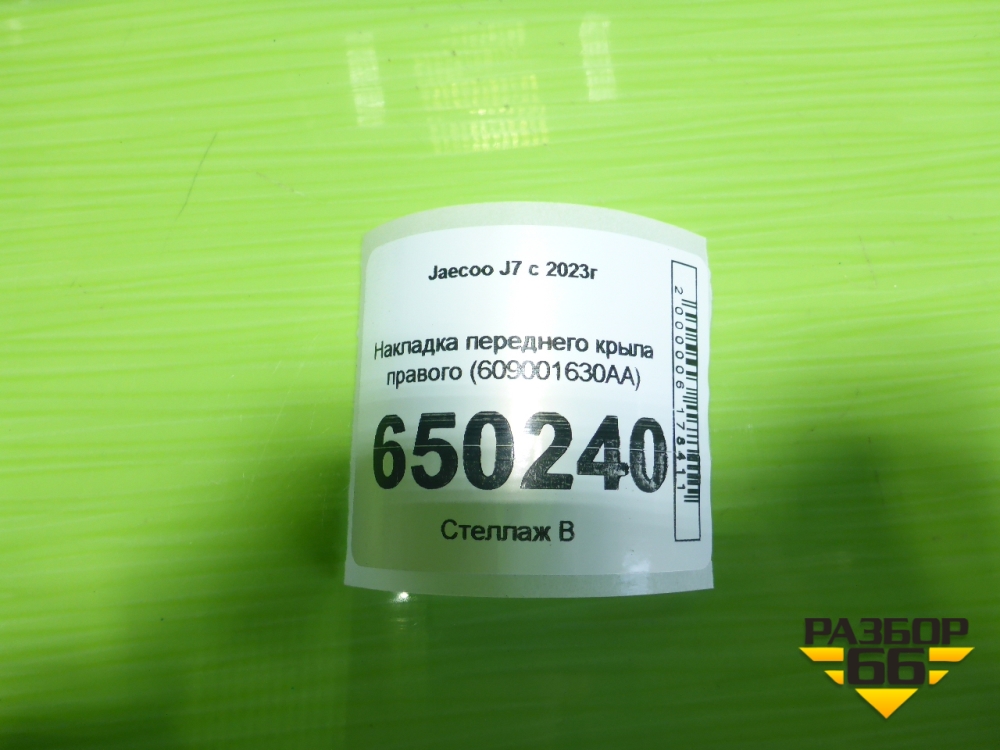 Jaecoo J7 с 2023г
Накладка переднего крыла
правого (609001630AA)
650240
Стеллаж В
2000006178411
РАЗБОР
66